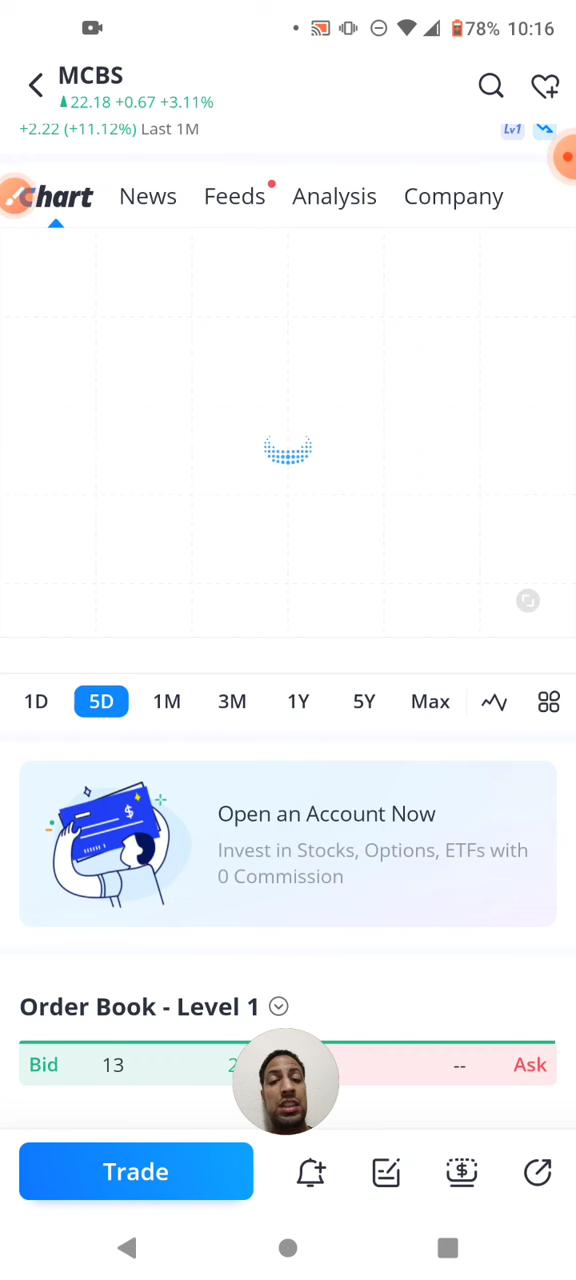 78% 10:16
MCBS
22.18 +0.67 +3.11%
+2.22 (+11.12%) Last 1M
Lv1
Chart News Feeds Analysis Company
1D 5D 1M 3M 1Y 5Y Max
Open an Account Now
Invest in Stocks, Options, ETFs with
0 Commission
Order Book - Level 1
Bid 13 -- Ask
Trade